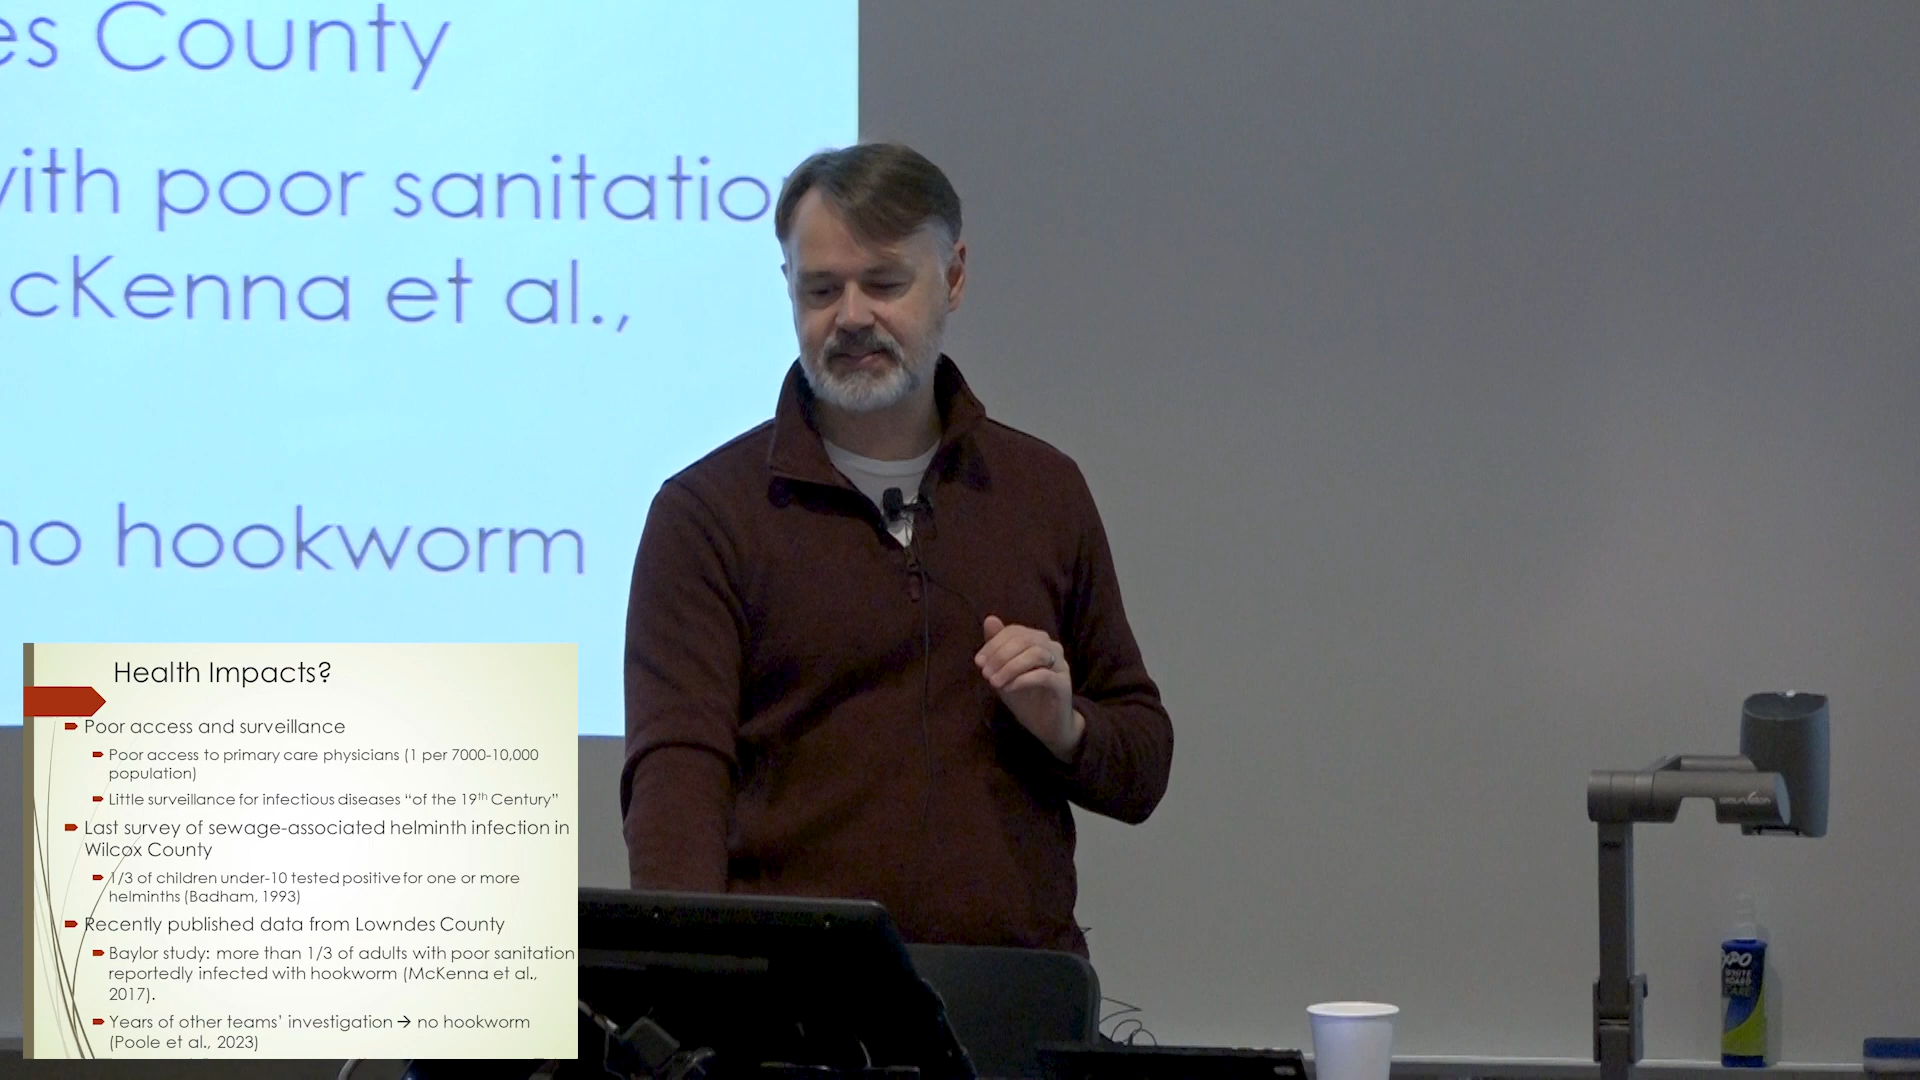 es County
with poor sanitatio
cKenna et al.,
no hookworm
Health Impacts?
Poor access and surveillance
Poor access to primary care physicians (1 per 7000-10,000
population)
Little surveillance for infectious diseases “of the 19th Century”
Last survey of sewage-associated helminth infection in
Wilcox County
1/3 of children under-10 tested positive for one or more
helminths (Badham, 1993)
Recently published data from Lowndes County
Baylor study: more than 1/3 of adults with poor sanitation
reportedly infected with hookworm (McKenna et al.,
2017).
Years of other teams’ investigation → no hookworm
(Poole et al., 2023)
EXPO
WHITE
BOARD
CARE